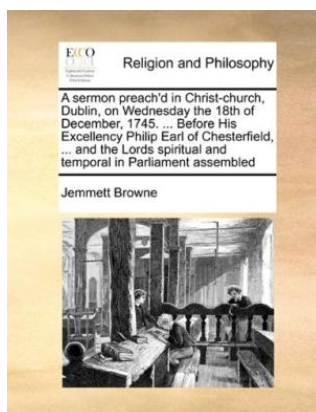 ECCO
Religion and Philosophy
A sermon preach'd in Christ-church,
Dublin, on Wednesday the 18th of
December, 1745. ... Before His
Excellency Philip Earl of Chesterfield,
... and the Lords spiritual and
temporal in Parliament assembled
Jemmett Browne